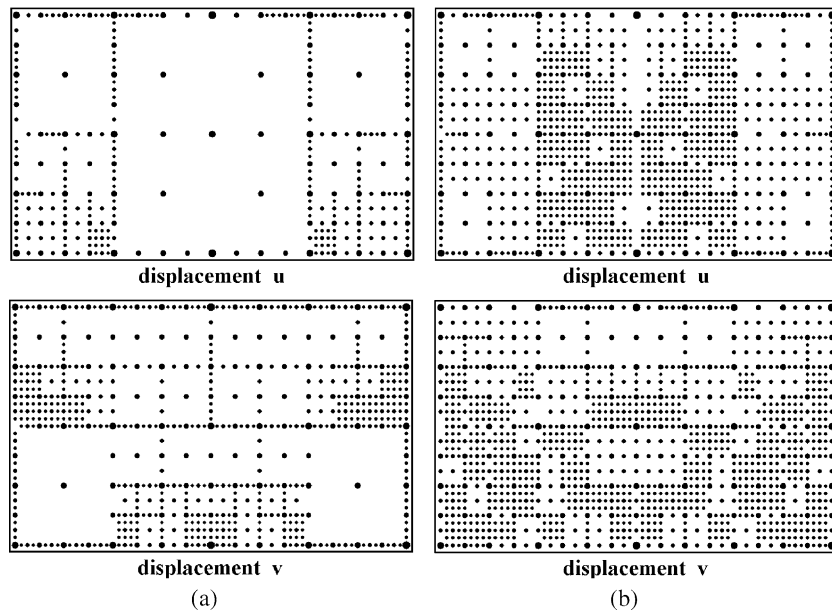 displacement u
displacement u
displacement v
displacement v
(a)
(b)